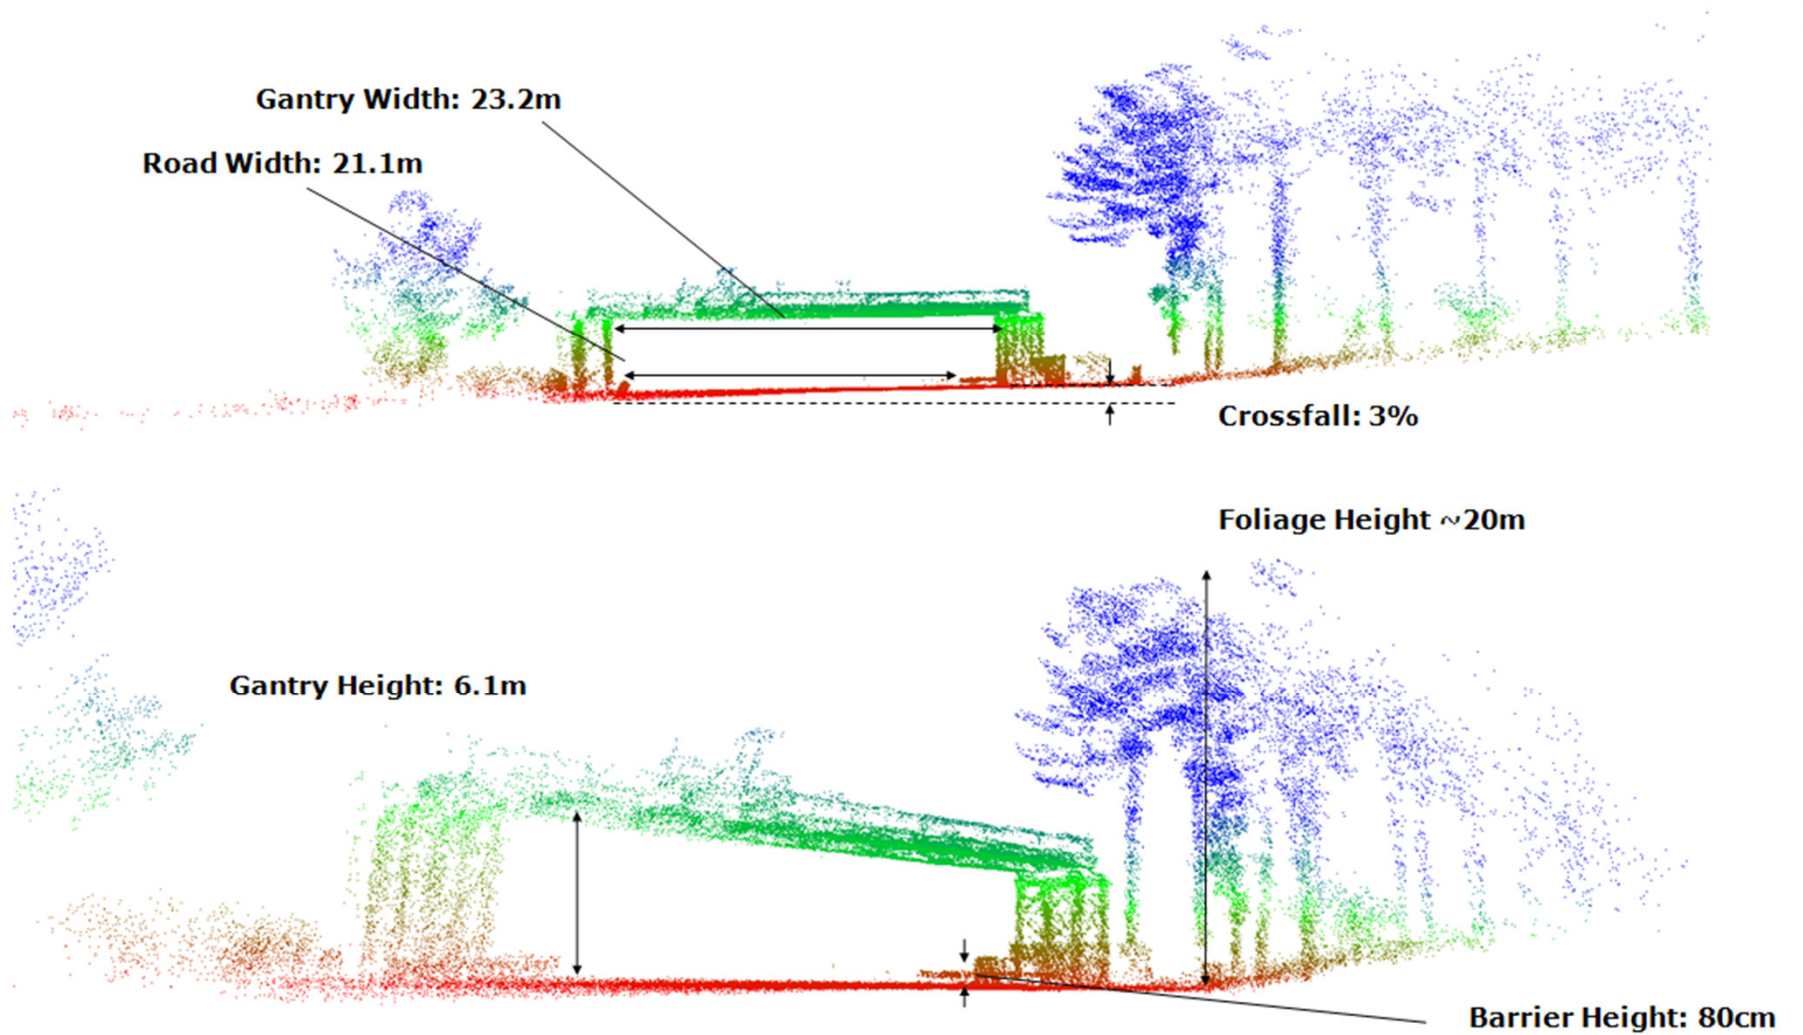 Gantry Width: 23.2m
Road Width: 21.1m
Crossfall: 3%
Foliage Height ~20m
Gantry Height: 6.1m
Barrier Height: 80cm